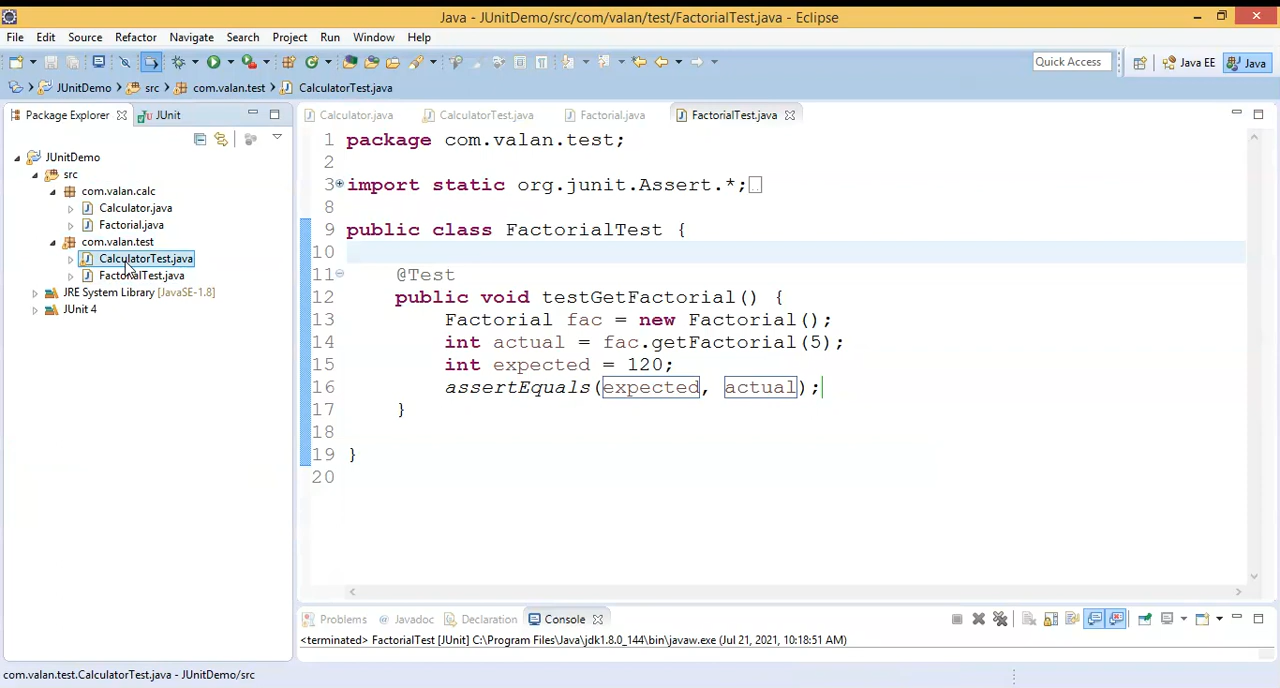 Java - JUnitDemo/src/com/valan/test/FactorialTest.java - Eclipse
File Edit Source Refactor Navigate Search Project Run Window Help
Quick Access Java EE Java
JUnitDemo src com.valan.test CalculatorTest.java
Package Explorer JUnit
JUnitDemo
src
com.valan.calc
Calculator.java
Factorial.java
com.valan.test
CalculatorTest.java
FactorialTest.java
JRE System Library [JavaSE-1.8]
JUnit 4
Calculator.java CalculatorTest.java Factorial.java FactorialTest.java
1 package com.valan.test;
2
3 import static org.junit.Assert.*;
8
9 public class FactorialTest {
10
11 @Test
12 public void testGetFactorial() {
13 Factorial fac = new Factorial();
14 int actual = fac.getFactorial(5);
15 int expected = 120;
16 assertEquals(expected, actual);
17 }
18
19 }
20
Problems Javadoc Declaration Console
<terminated> FactorialTest [JUnit] C:\Program Files\Java\jdk1.8.0_144\bin\javaw.exe (Jul 21, 2021, 10:18:51 AM)
com.valan.test.CalculatorTest.java - JUnitDemo/src